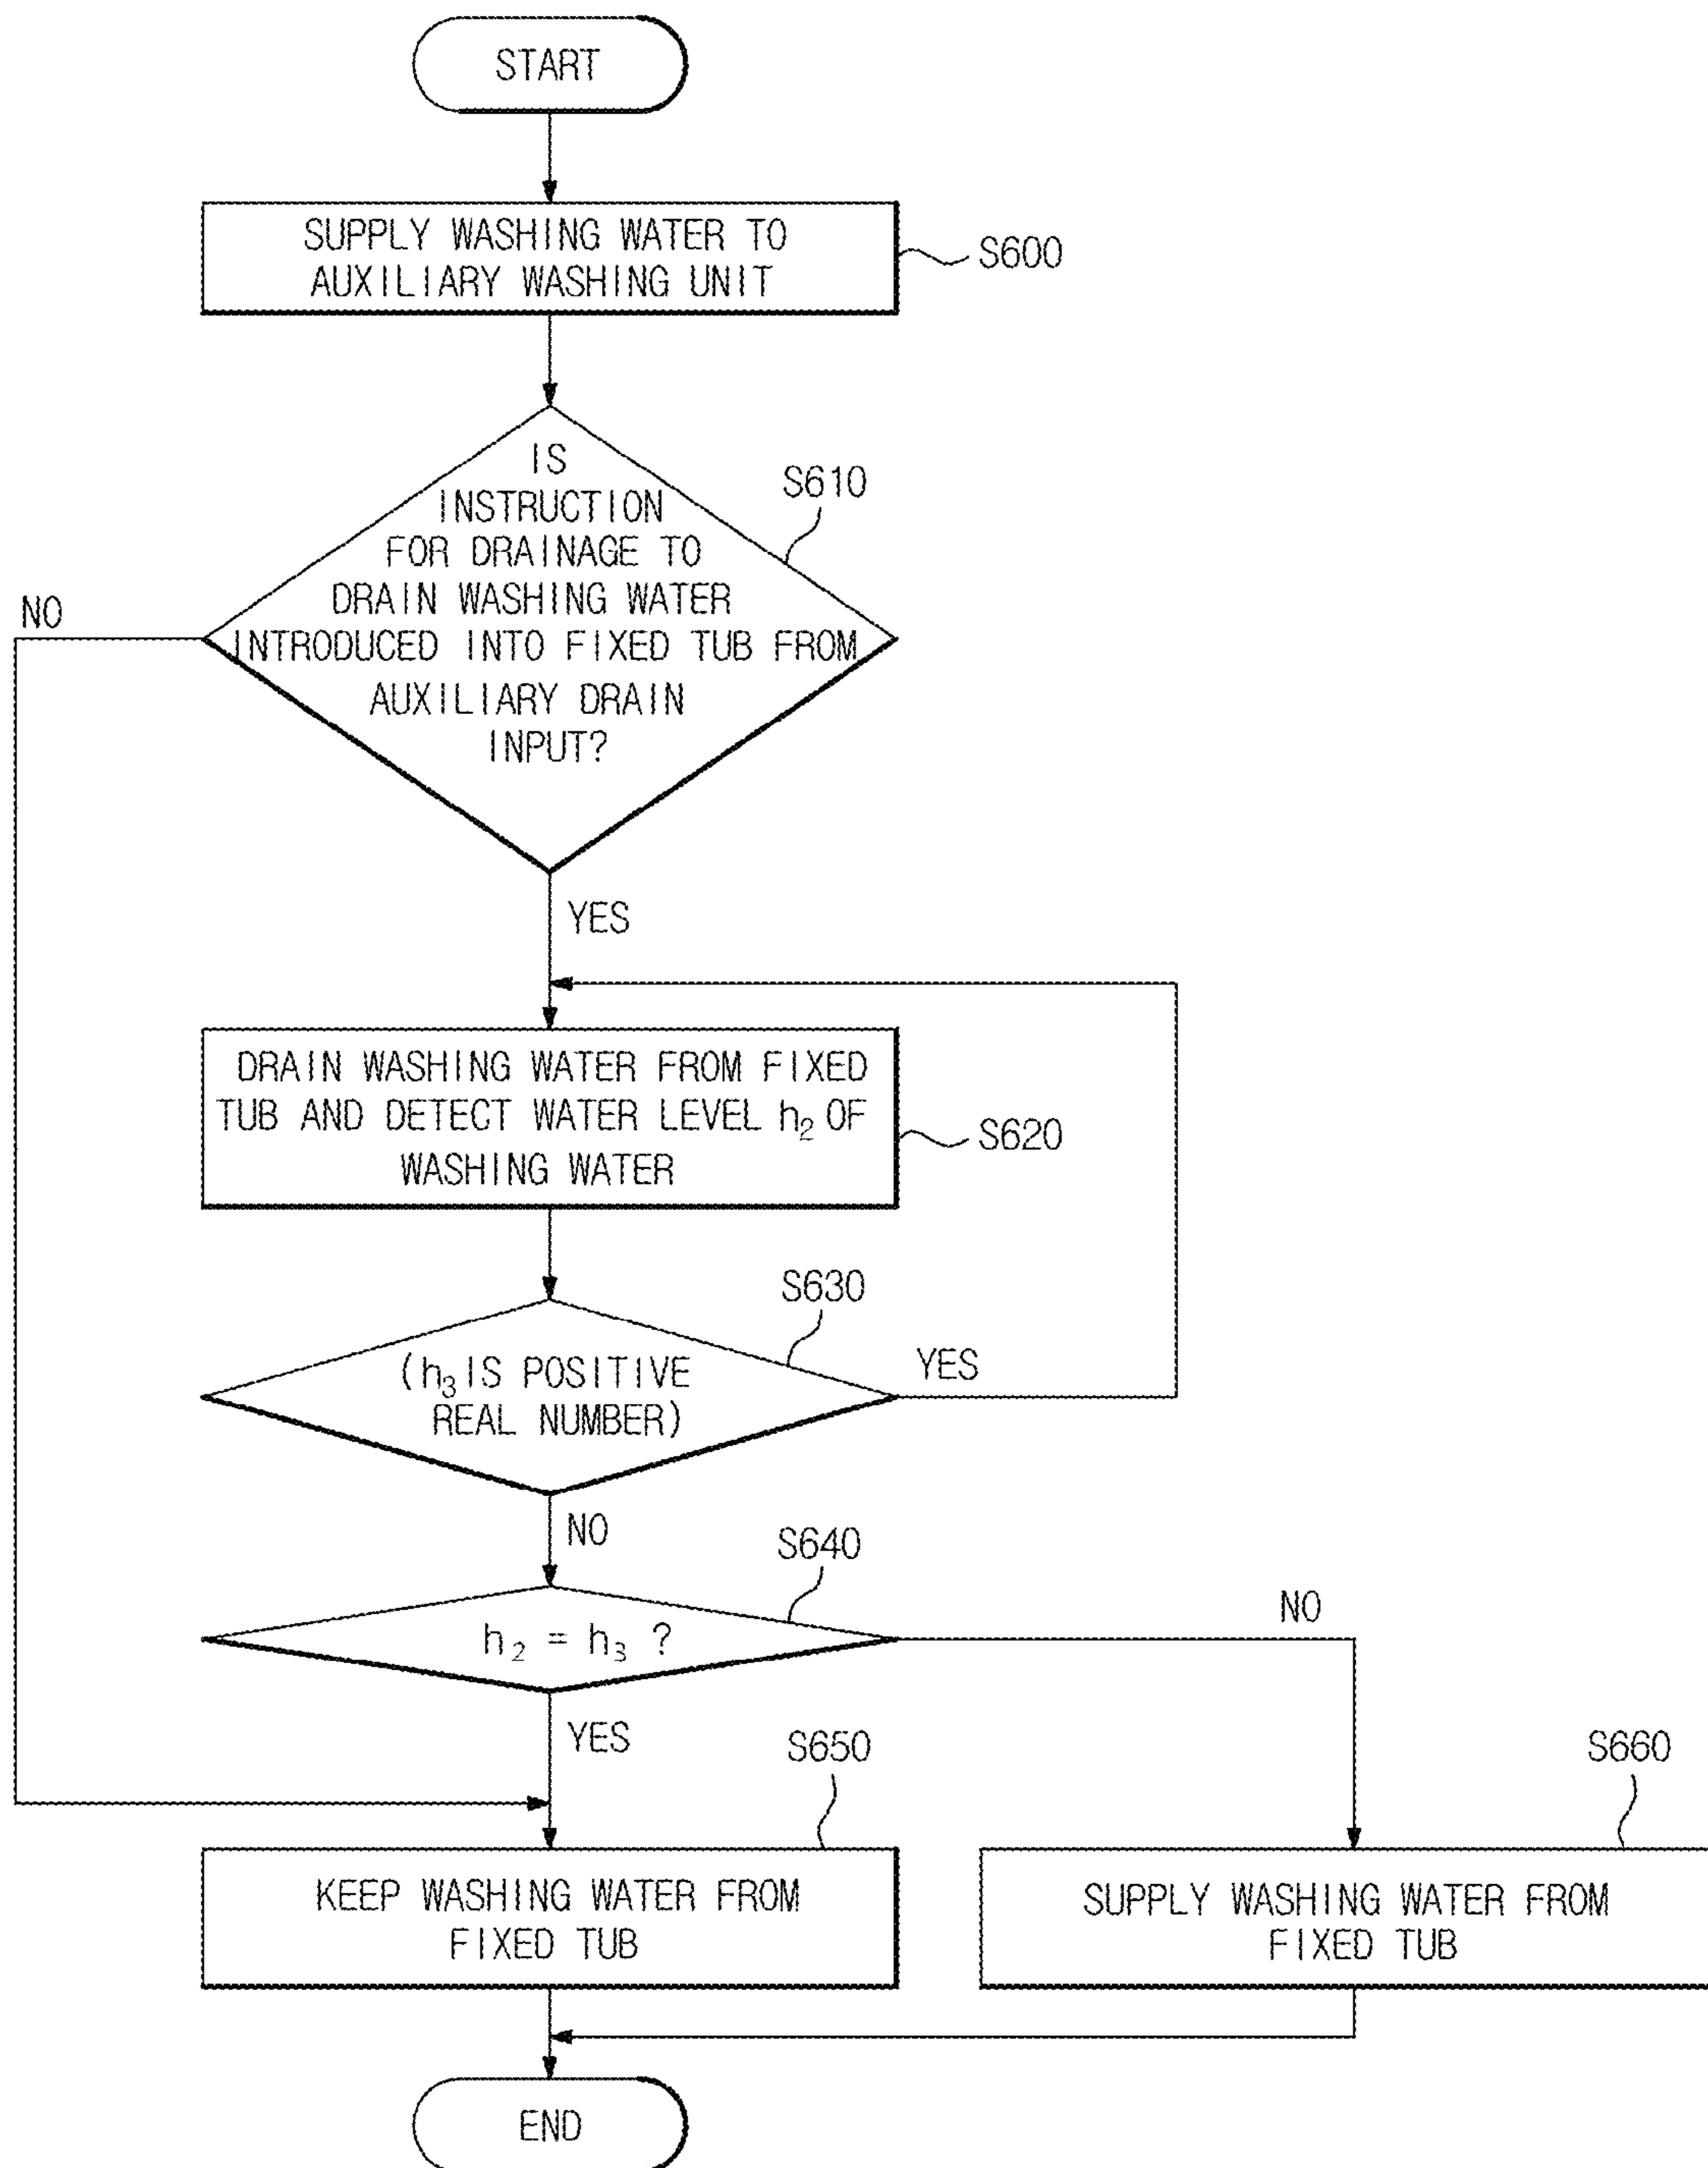 START
SUPPLY WASHING WATER TO
AUXILIARY WASHING UNIT
S600
IS
INSTRUCTION
FOR DRAINAGE TO
DRAIN WASHING WATER
INTRODUCED INTO FIXED TUB FROM
AUXILIARY DRAIN
INPUT?
S610
NO
YES
DRAIN WASHING WATER FROM FIXED
TUB AND DETECT WATER LEVEL h₂ OF
WASHING WATER
S620
S630
(h₃ IS POSITIVE
REAL NUMBER)
YES
NO
S640
h₂ = h₃ ?
NO
YES
S650
S660
KEEP WASHING WATER FROM
FIXED TUB
SUPPLY WASHING WATER FROM
FIXED TUB
END